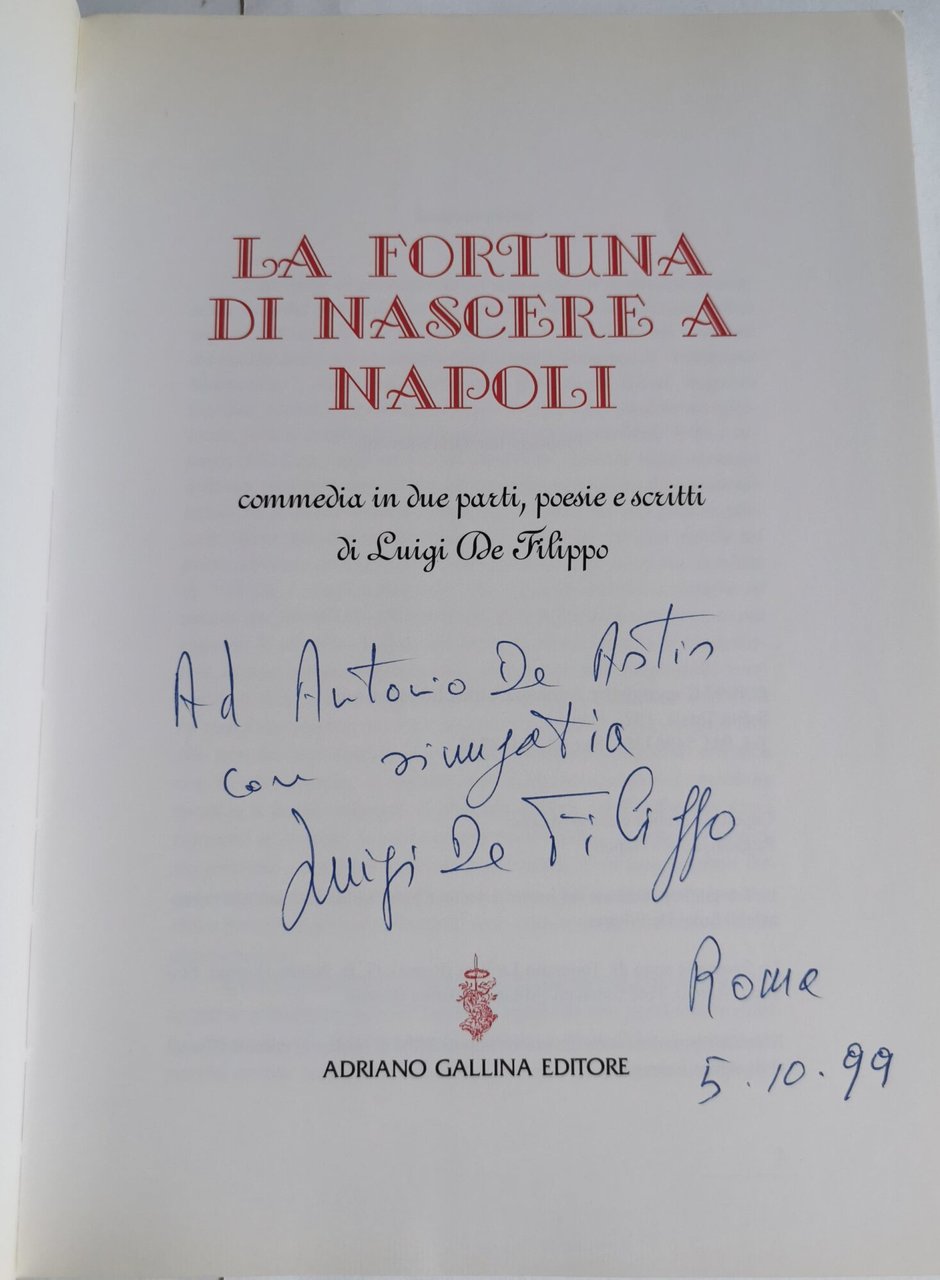 LA FORTUNA
DI NASCERE A
NAPOLI
commedia in due parti, poesie e scritti
di Luigi De Filippo
Ad Antonio De
con simpatia
Luigi De Filippo
ADRIANO GALLINA EDITORE
Roma
5.10.99